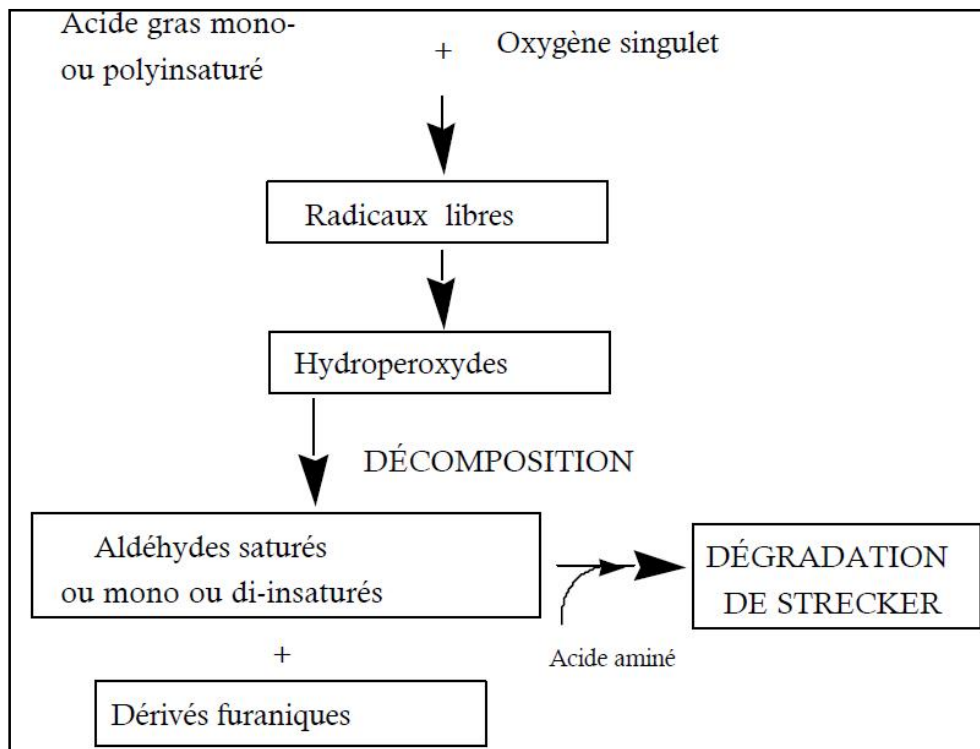 Acide gras mono-
ou polyinsaturé
+
Oxygène singulet
Radicaux libres
Hydroperoxydes
DÉCOMPOSITION
Aldéhydes saturés
ou mono ou di-insaturés
DÉGRADATION
DE STRECKER
Acide aminé
+
Dérivés furaniques